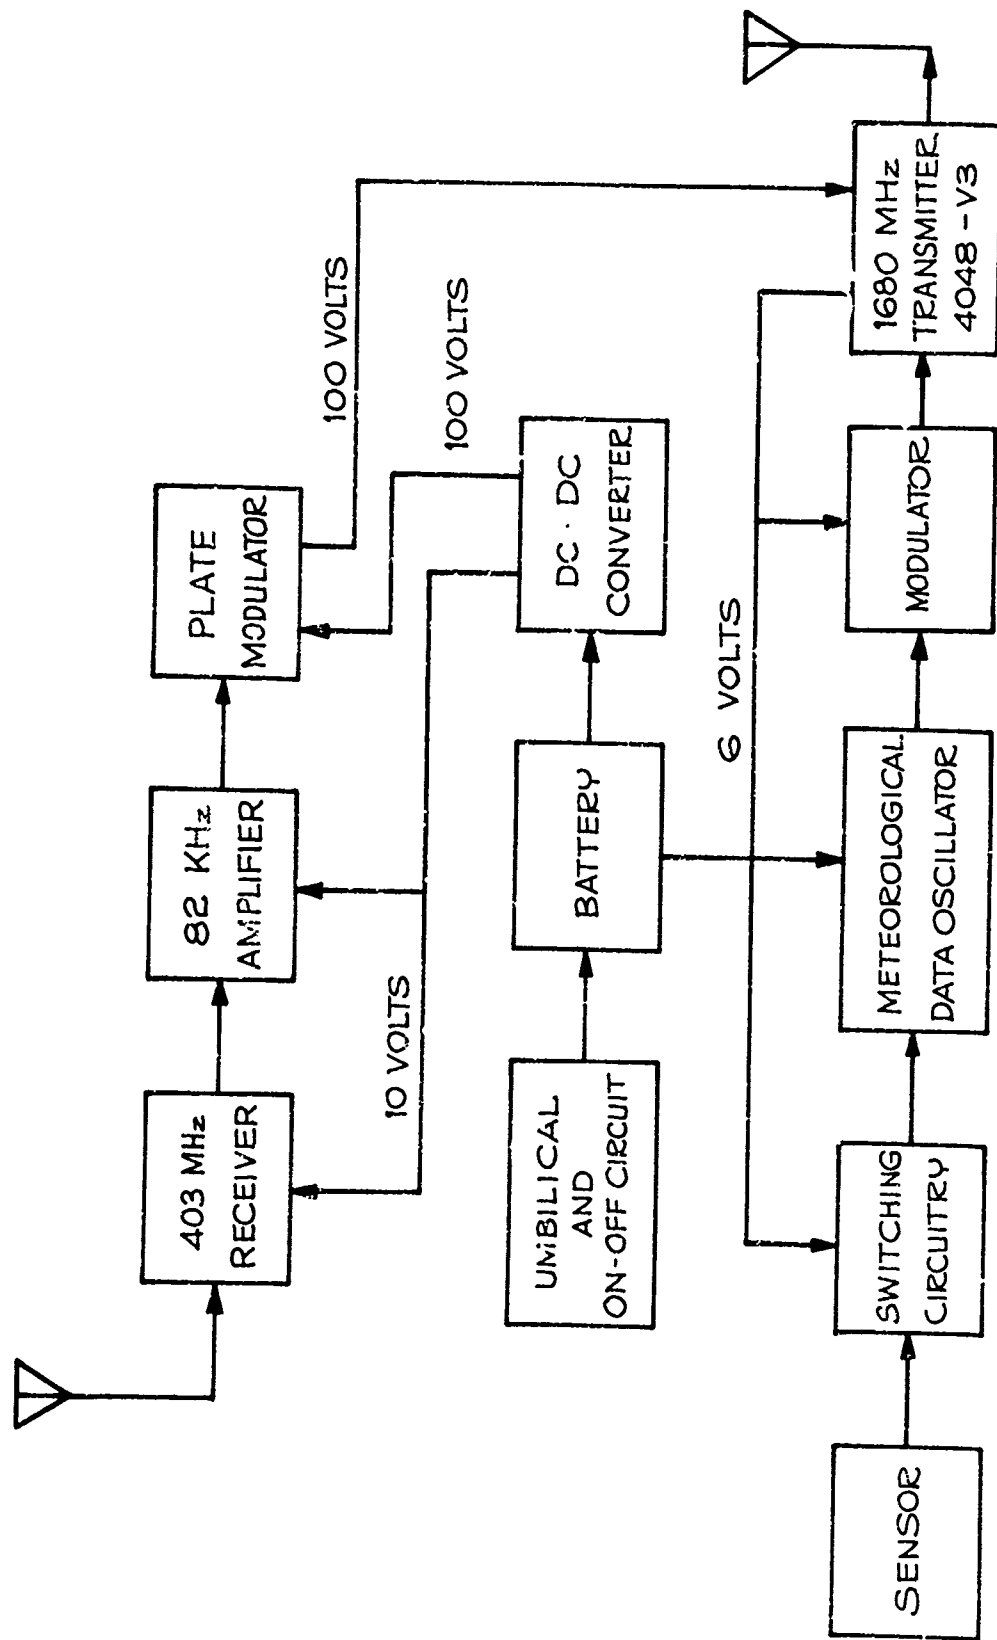 403 MHz
RECEIVER
82 KHz
AMPLIFIER
PLATE
MODULATOR
100 VOLTS
10 VOLTS
100 VOLTS
UMBILICAL
AND
ON-OFF CIRCUIT
BATTERY
DC · DC
CONVERTER
6 VOLTS
SENSOR
SWITCHING
CIRCUITRY
METEOROLOGICAL
DATA OSCILLATOR
MODULATOR
1680 MHz
TRANSMITTER
4048-V3